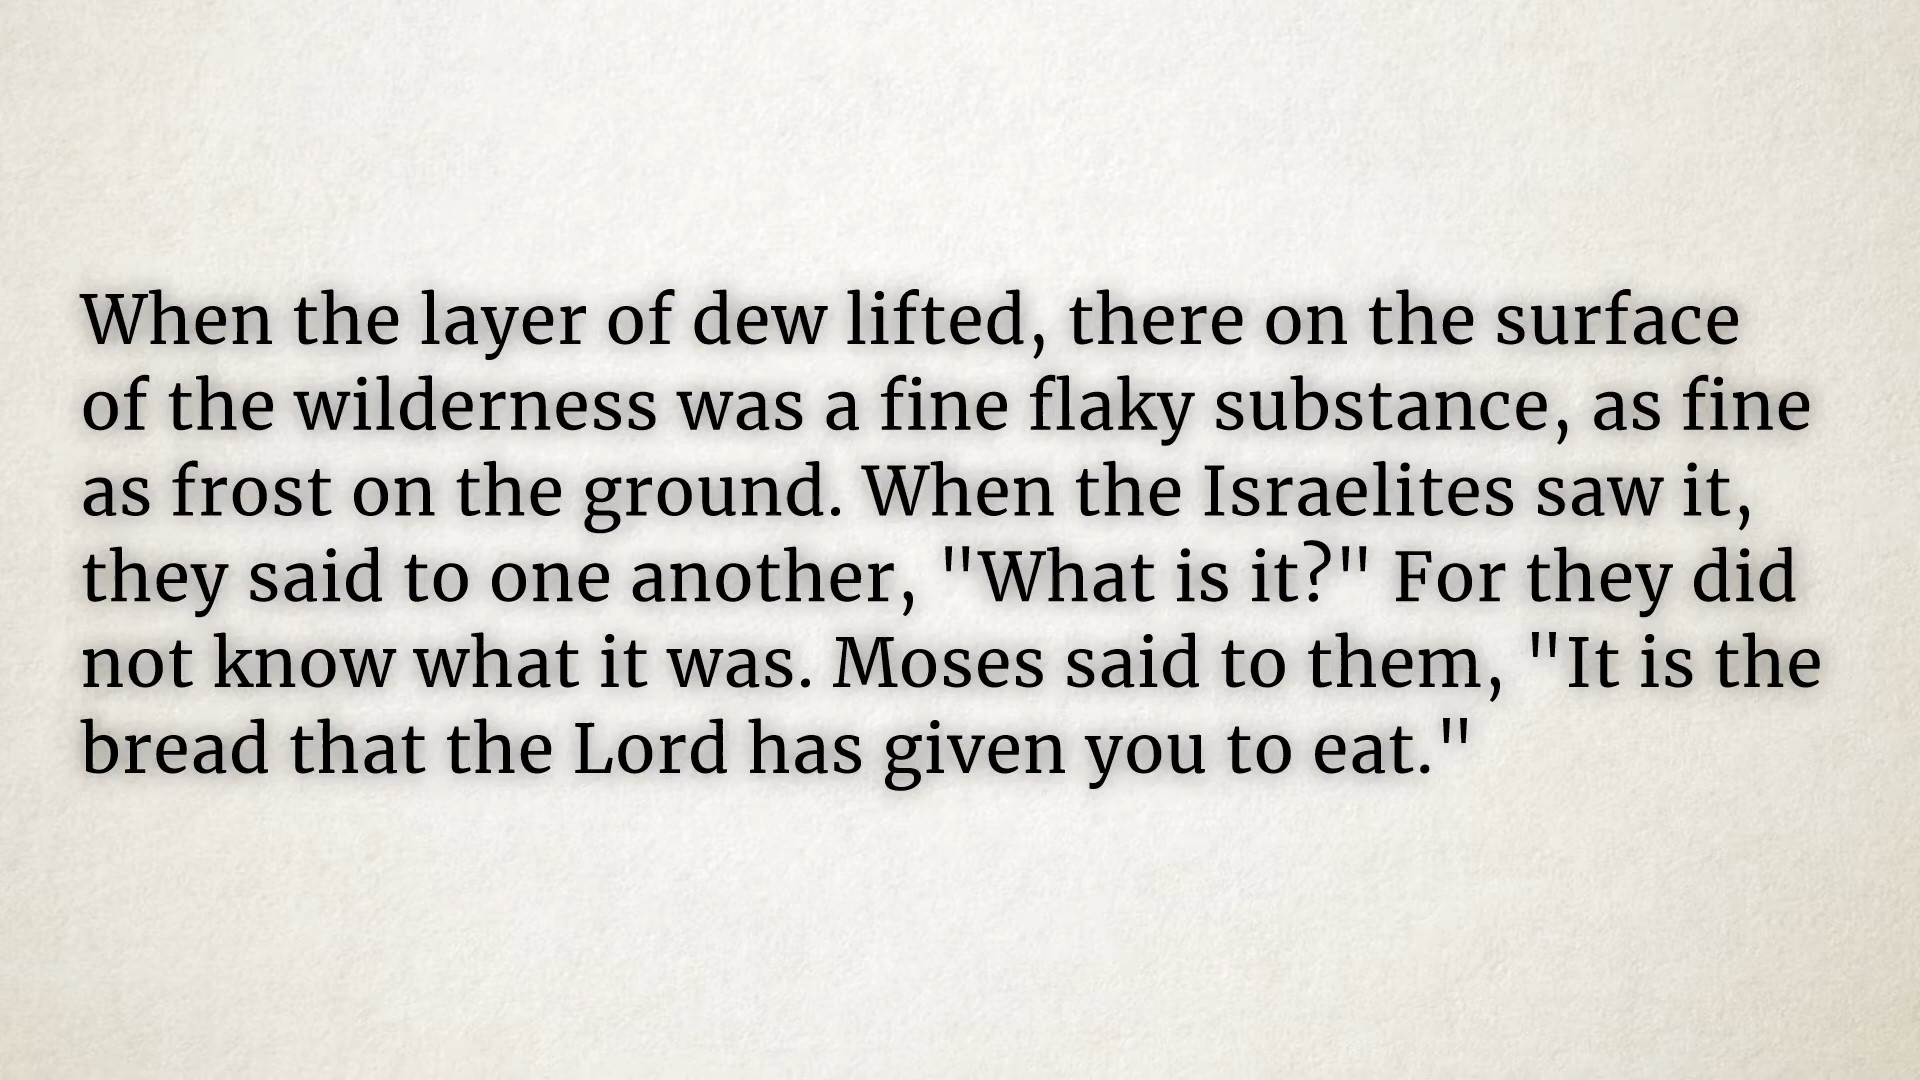 When the layer of dew lifted, there on the surface
of the wilderness was a fine flaky substance, as fine
as frost on the ground. When the Israelites saw it,
they said to one another, "What is it?" For they did
not know what it was. Moses said to them, "It is the
bread that the Lord has given you to eat."